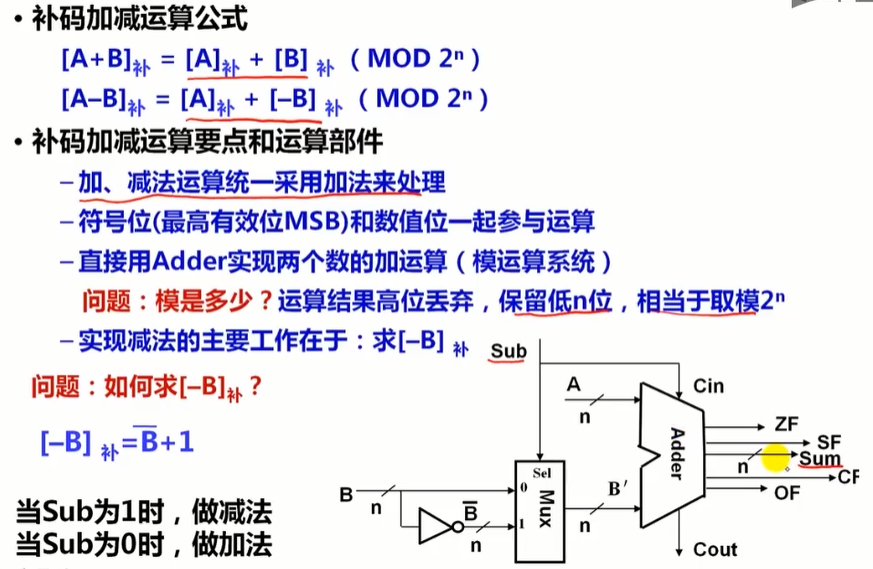 • 补码加减运算公式
[A+B]补 = [A]补 + [B] 补 ( MOD 2ⁿ )
[A–B]补 = [A]补 + [–B] 补 ( MOD 2ⁿ )
• 补码加减运算要点和运算部件
– 加、减法运算统一采用加法来处理
– 符号位(最高有效位MSB)和数值位一起参与运算
– 直接用Adder实现两个数的加运算（模运算系统）
问题：模是多少？运算结果高位丢弃，保留低n位，相当于取模2ⁿ
– 实现减法的主要工作在于：求[–B] 补
问题：如何求[–B]补？
[–B] 补=B̅+1
当Sub为1时，做减法
当Sub为0时，做加法
Sub
A
n
Cin
Adder
ZF
SF
n
Sum
CF
OF
Cout
B
n
B̅
n
Sel
0
1
Mux
B′
n